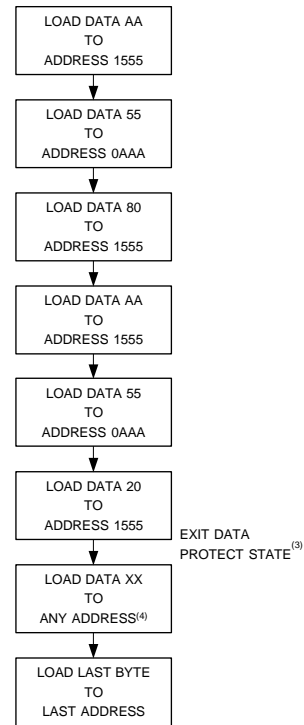 LOAD DATA AA
TO
ADDRESS 1555
LOAD DATA 55
TO
ADDRESS 0AAA
LOAD DATA 80
TO
ADDRESS 1555
LOAD DATA AA
TO
ADDRESS 1555
LOAD DATA 55
TO
ADDRESS 0AAA
LOAD DATA 20
TO
ADDRESS 1555
EXIT DATA
PROTECT STATE(3)
LOAD DATA XX
TO
ANY ADDRESS(4)
LOAD LAST BYTE
TO
LAST ADDRESS